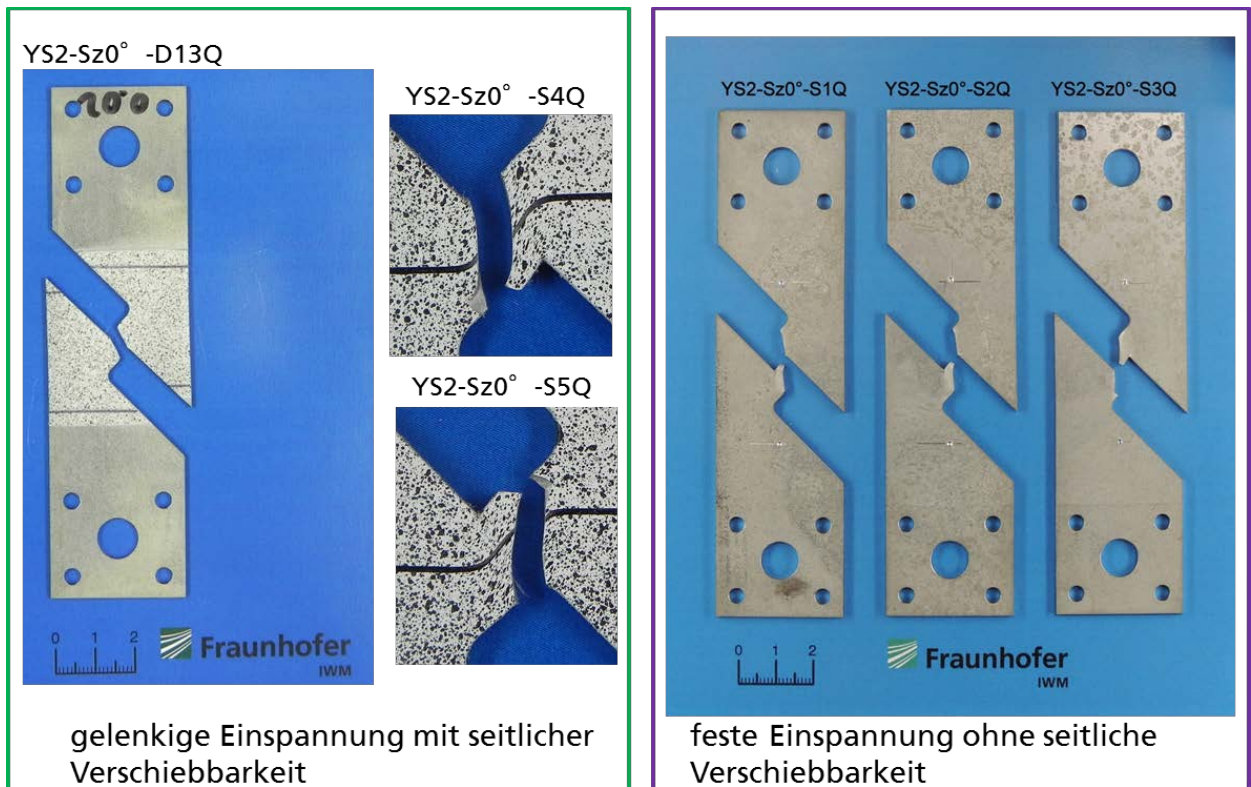 YS2-Sz0° -D13Q
200
YS2-Sz0° -S4Q
YS2-Sz0° -S5Q
0 1 2
Fraunhofer
IWM
gelenkige Einspannung mit seitlicher
Verschiebbarkeit
YS2-Sz0°-S1Q YS2-Sz0°-S2Q YS2-Sz0°-S3Q
0 1 2
Fraunhofer
IWM
feste Einspannung ohne seitliche
Verschiebbarkeit